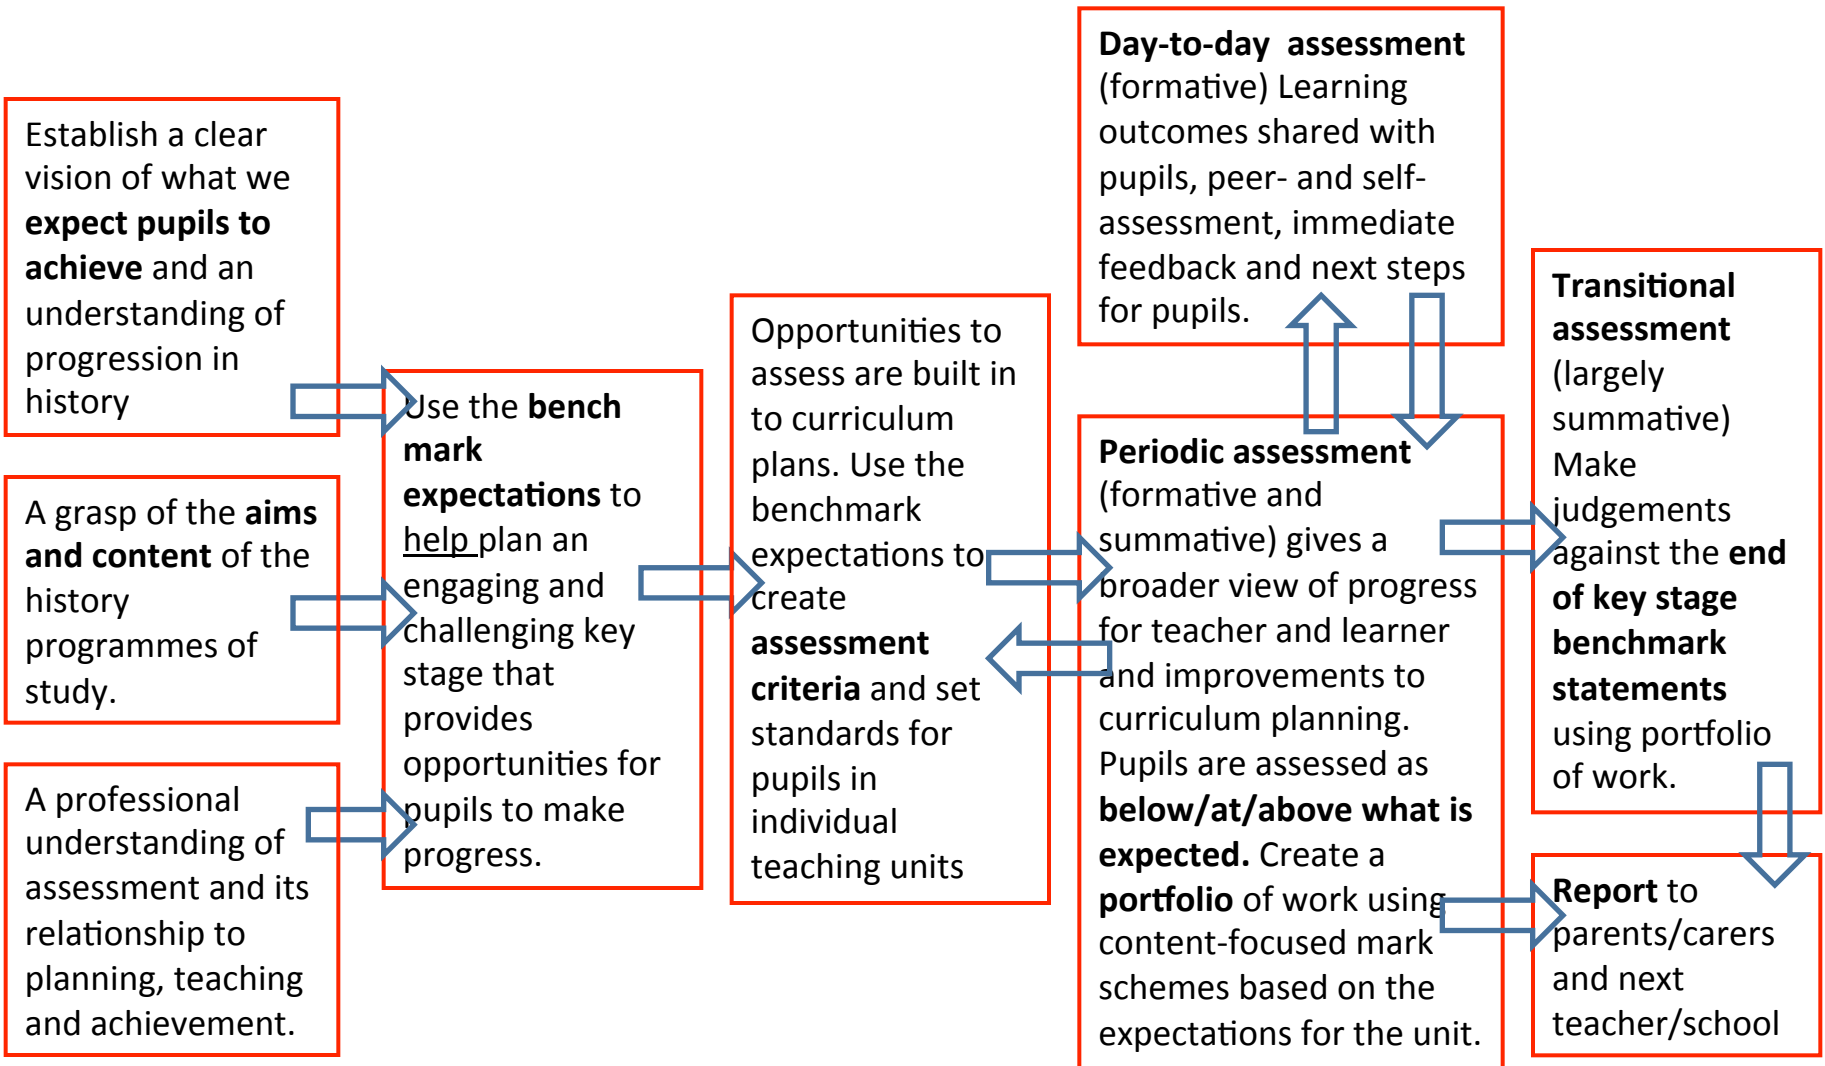 Establish a clear
vision of what we
expect pupils to
achieve and an
understanding of
progression in
history
A grasp of the aims
and content of the
history
programmes of
study.
A professional
understanding of
assessment and its
relationship to
planning, teaching
and achievement.
Use the bench
mark
expectations to
help plan an
engaging and
challenging key
stage that
provides
opportunities for
pupils to make
progress.
Opportunities to
assess are built in
to curriculum
plans. Use the
benchmark
expectations to
create
assessment
criteria and set
standards for
pupils in
individual
teaching units
Day-to-day assessment
(formative) Learning
outcomes shared with
pupils, peer- and self-
assessment, immediate
feedback and next steps
for pupils.
Periodic assessment
(formative and
summative) gives a
broader view of progress
for teacher and learner
and improvements to
curriculum planning.
Pupils are assessed as
below/at/above what is
expected. Create a
portfolio of work using
content-focused mark
schemes based on the
expectations for the unit.
Transitional
assessment
(largely
summative)
Make
judgements
against the end
of key stage
benchmark
statements
using portfolio
of work.
Report to
parents/carers
and next
teacher/school